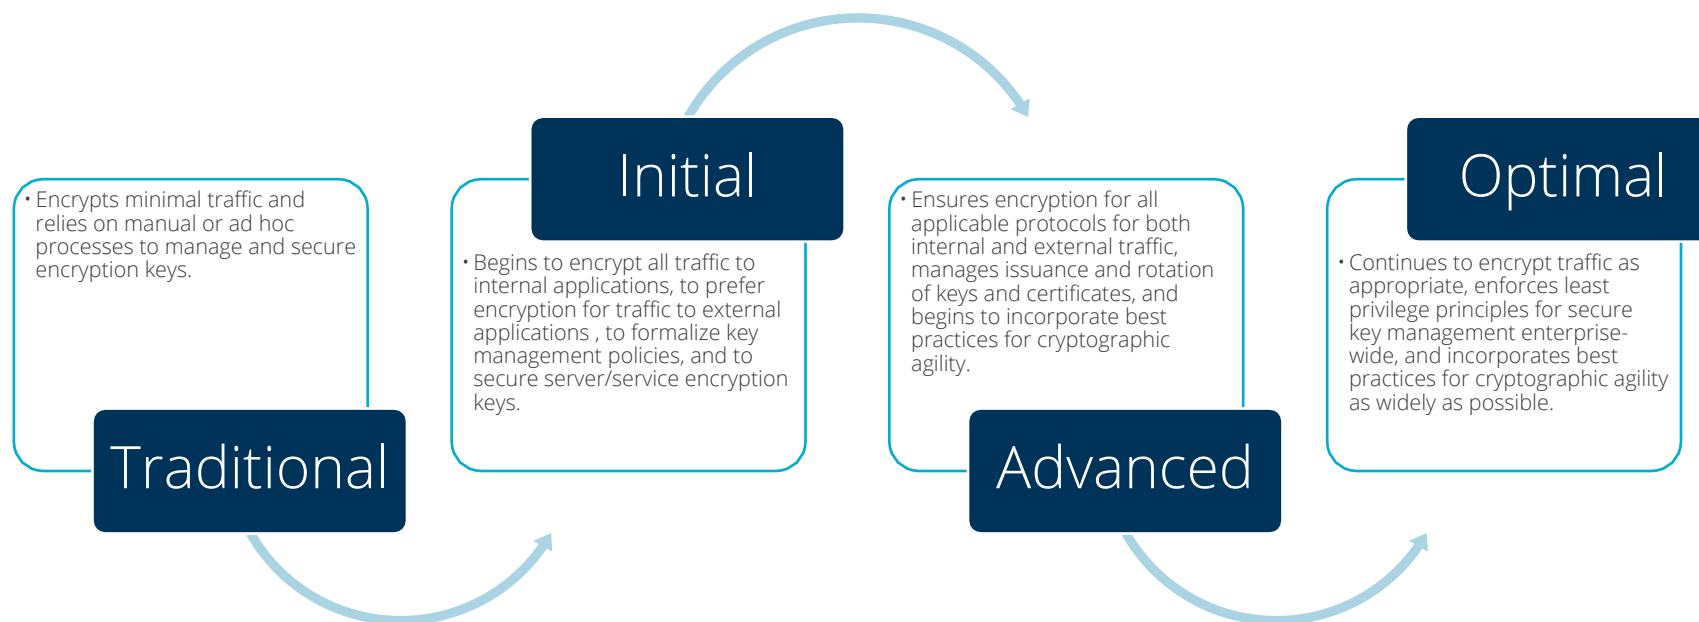 • Encrypts minimal traffic and
relies on manual or ad hoc
processes to manage and secure
encryption keys.
Traditional
Initial
• Begins to encrypt all traffic to
internal applications, to prefer
encryption for traffic to external
applications , to formalize key
management policies, and to
secure server/service encryption
keys.
• Ensures encryption for all
applicable protocols for both
internal and external traffic,
manages issuance and rotation
of keys and certificates, and
begins to incorporate best
practices for cryptographic
agility.
Advanced
Optimal
• Continues to encrypt traffic as
appropriate, enforces least
privilege principles for secure
key management enterprise-
wide, and incorporates best
practices for cryptographic agility
as widely as possible.